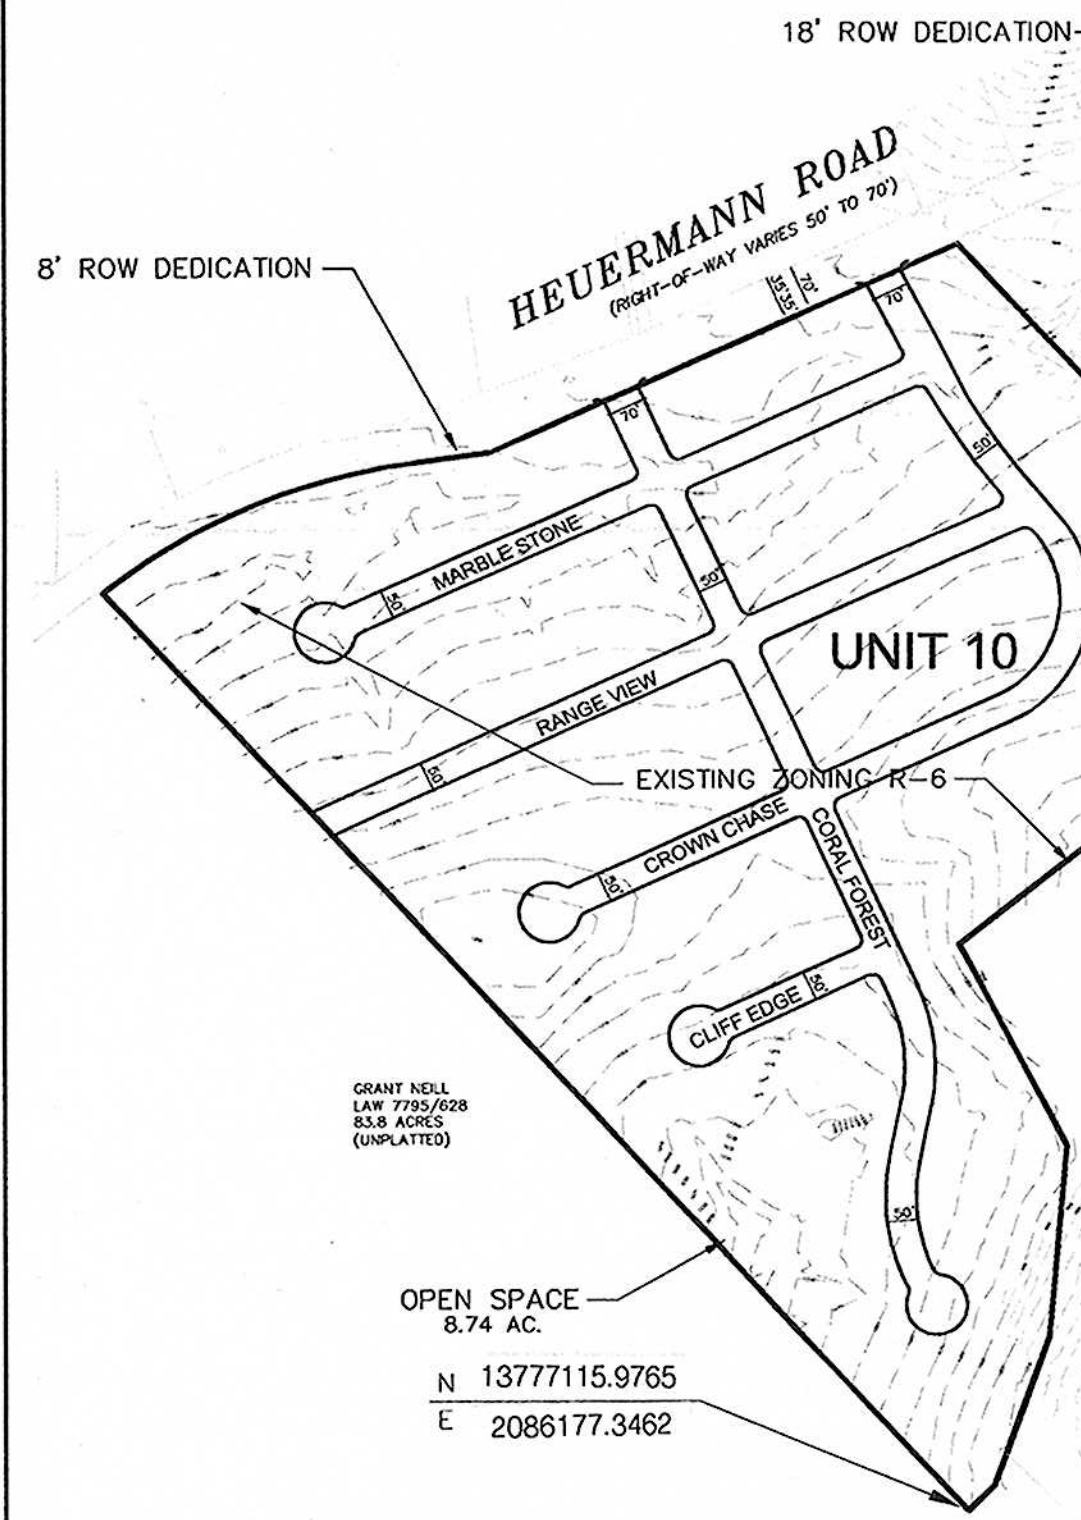 18' ROW DEDICATION
HEUERMANN ROAD
(RIGHT-OF-WAY VARIES 50' TO 70')
8' ROW DEDICATION
70'
35'35'
70'
70'
50'
MARBLE STONE
50'
50'
UNIT 10
RANGE VIEW
50'
EXISTING ZONING R-6
CROWN CHASE
50'
CORAL FOREST
CLIFF EDGE
50'
GRANT NEILL
LAW 7795/628
83.8 ACRES
(UNPLATTED)
50'
OPEN SPACE
8.74 AC.
N 13777115.9765
E 2086177.3462